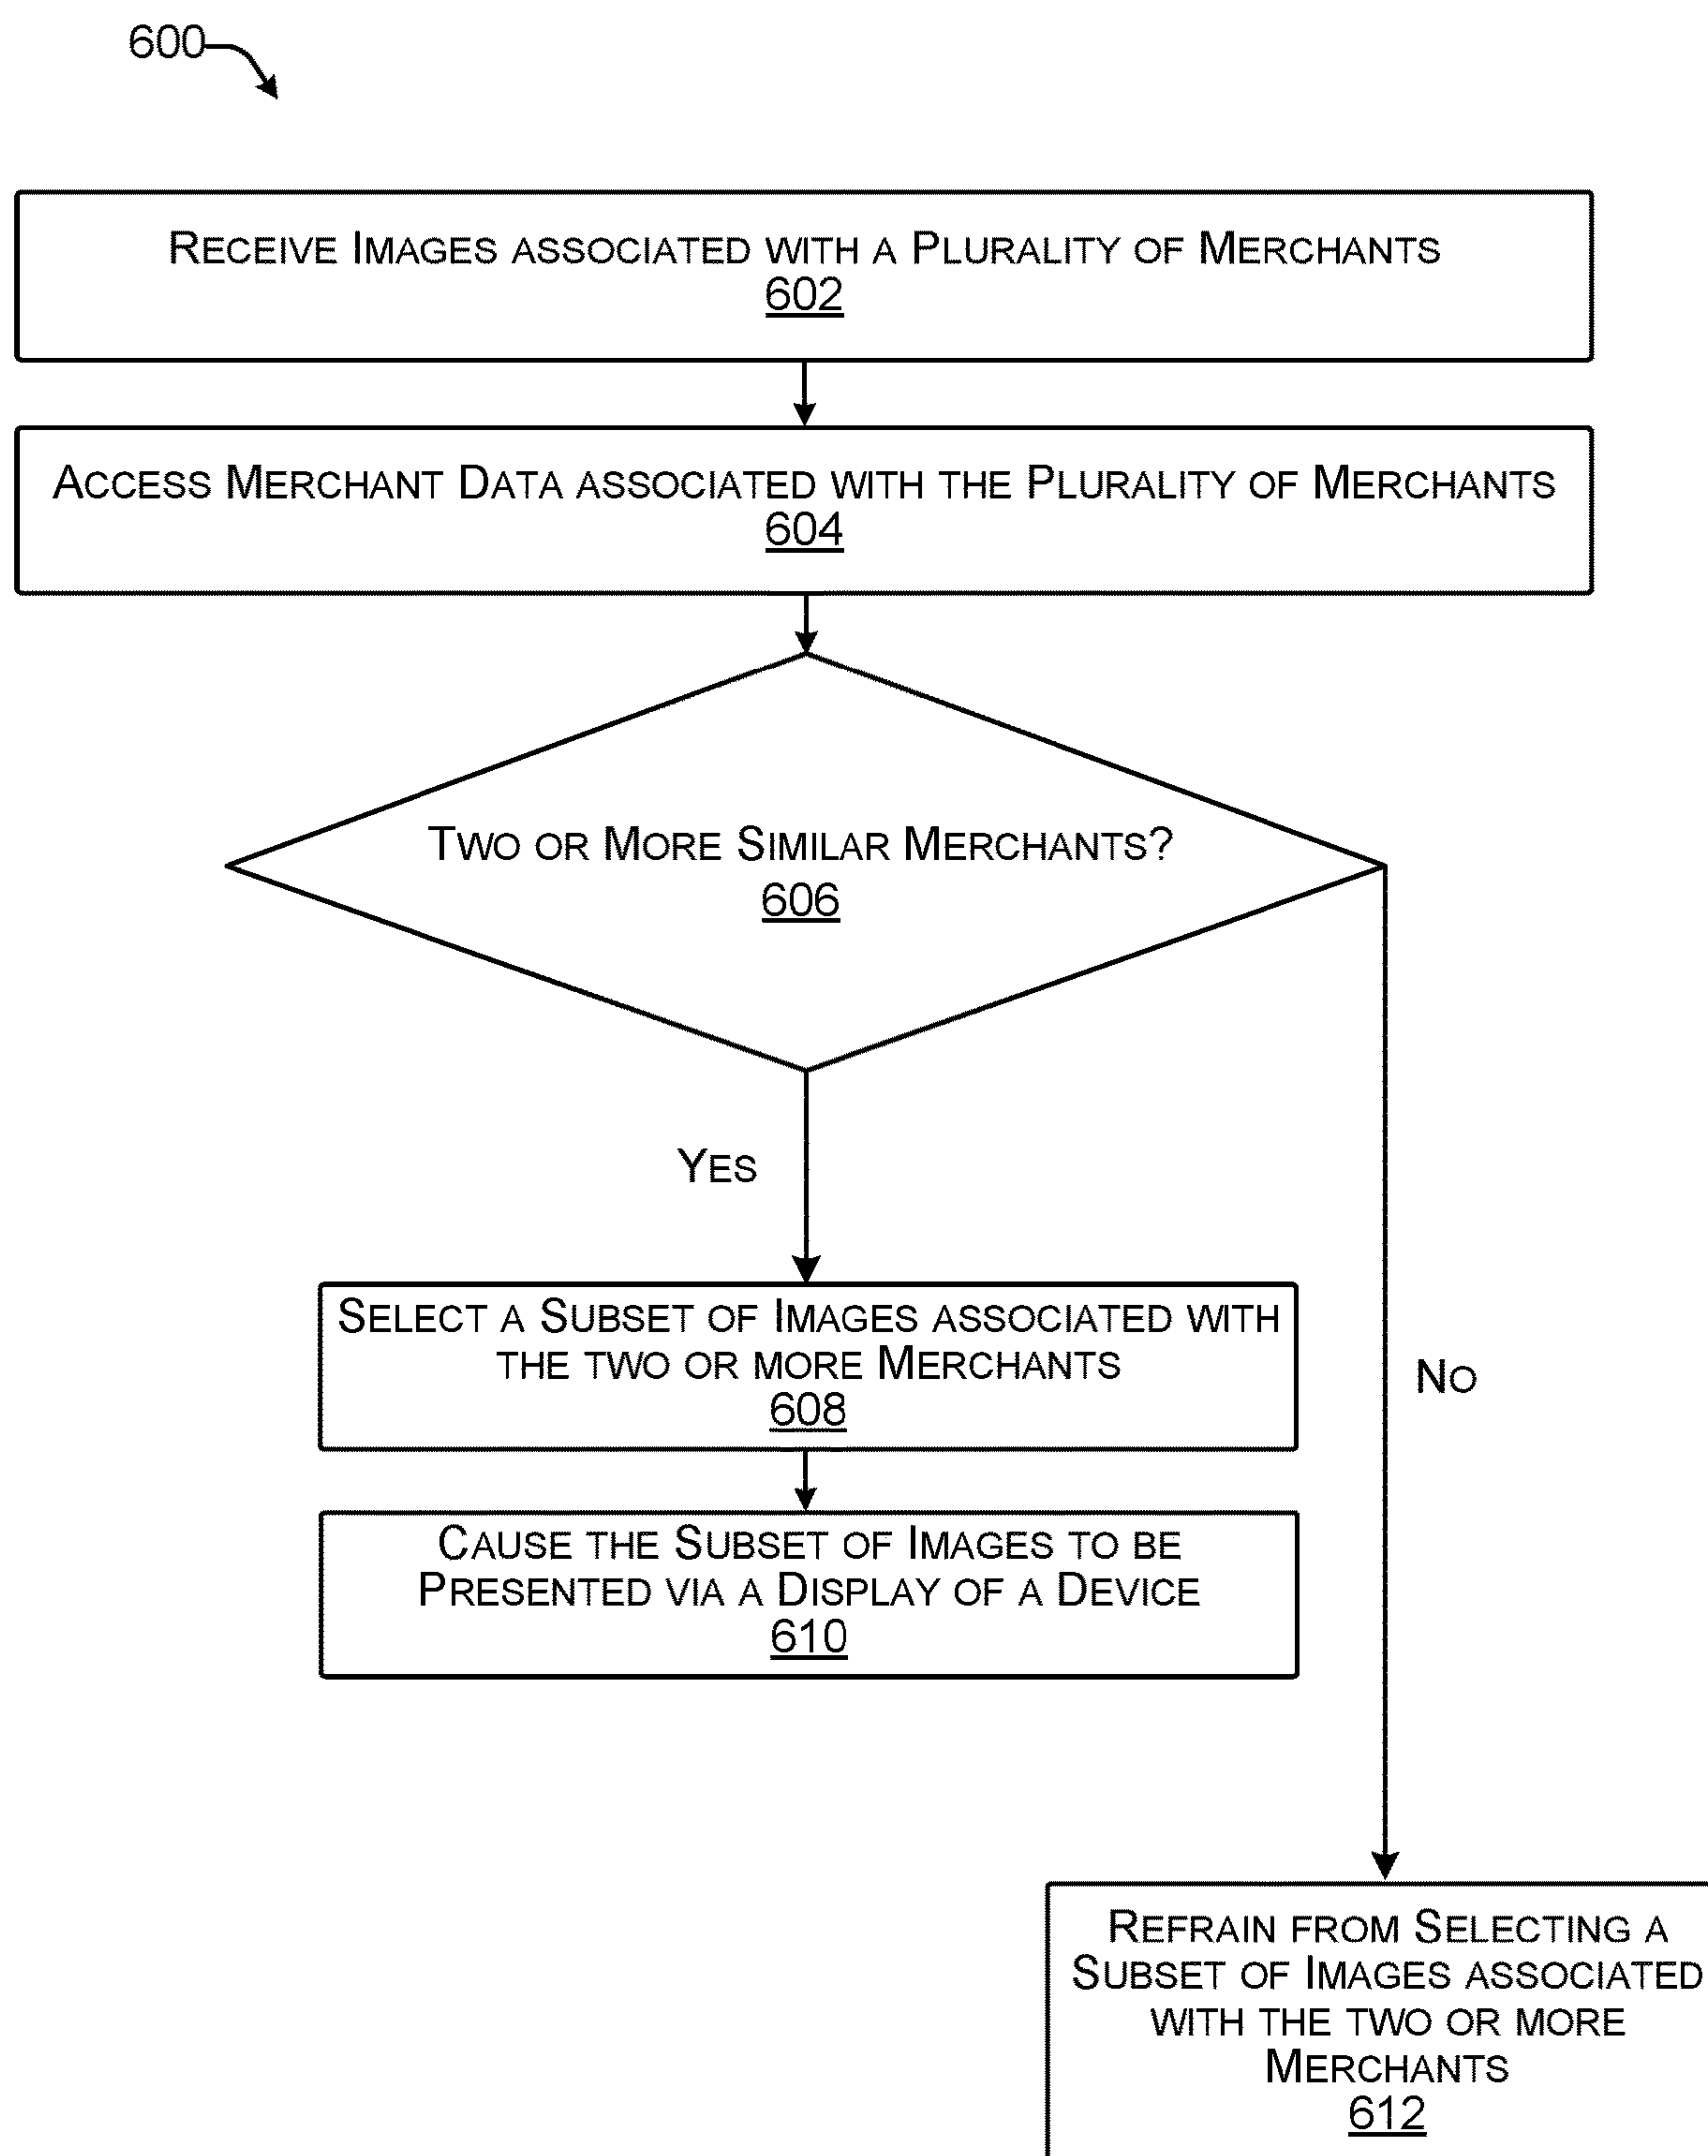 600
RECEIVE IMAGES ASSOCIATED WITH A PLURALITY OF MERCHANTS
602
ACCESS MERCHANT DATA ASSOCIATED WITH THE PLURALITY OF MERCHANTS
604
TWO OR MORE SIMILAR MERCHANTS?
606
YES
SELECT A SUBSET OF IMAGES ASSOCIATED WITH
THE TWO OR MORE MERCHANTS
608
NO
CAUSE THE SUBSET OF IMAGES TO BE
PRESENTED VIA A DISPLAY OF A DEVICE
610
REFRAIN FROM SELECTING A
SUBSET OF IMAGES ASSOCIATED
WITH THE TWO OR MORE
MERCHANTS
612